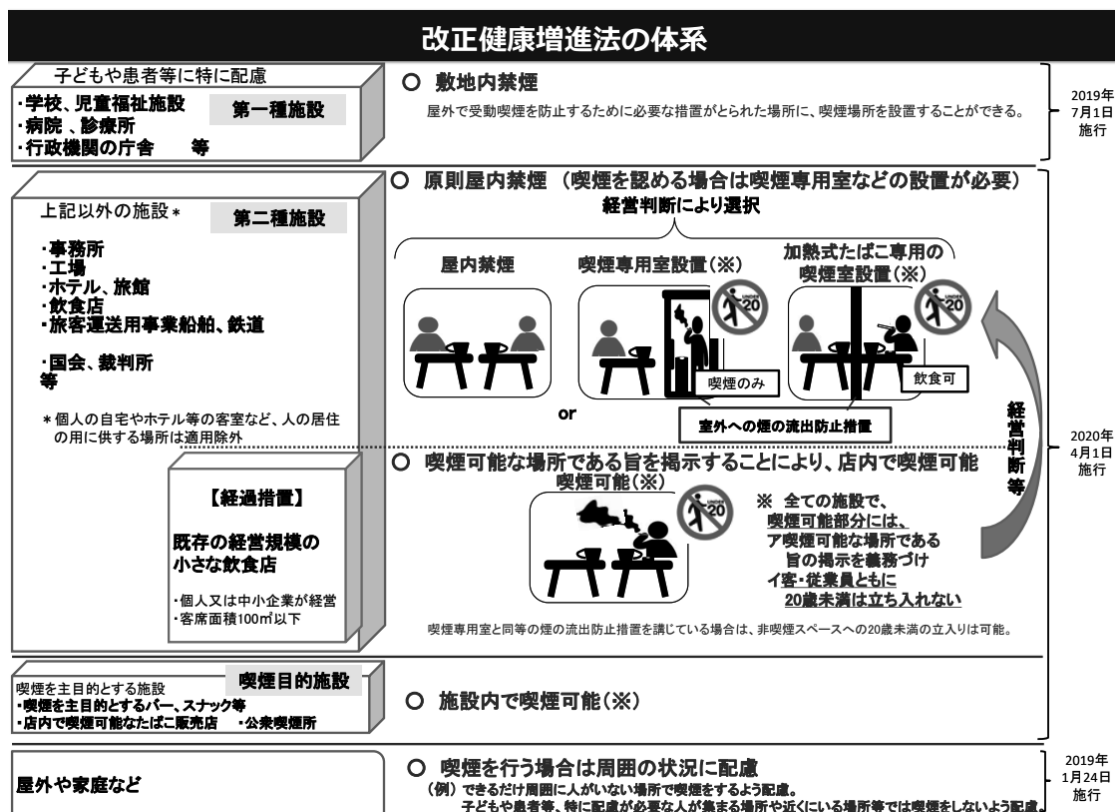 改正健康増進法の体系
子どもや患者等に特に配慮
・学校、児童福祉施設
・病院、診療所
・行政機関の庁舎 等
第一種施設
○ 敷地内禁煙
屋外で受動喫煙を防止するために必要な措置がとられた場所に、喫煙場所を設置することができる。
2019年
7月1日
施行
上記以外の施設*
第二種施設
・事務所
・工場
・ホテル、旅館
・飲食店
・旅客運送用事業船舶、鉄道
・国会、裁判所
等
*個人の自宅やホテル等の客室など、人の居住
の用に供する場所は適用除外
○ 原則屋内禁煙 (喫煙を認める場合は喫煙専用室などの設置が必要)
経営判断により選択
屋内禁煙
喫煙専用室設置(※)
加熱式たばこ専用の
喫煙室設置(※)
UNDER
20
UNDER
20
喫煙のみ
飲食可
or
室外への煙の流出防止措置
経営判断等
2020年
4月1日
施行
【経過措置】
既存の経営規模の
小さな飲食店
・個人又は中小企業が経営
・客席面積100㎡以下
○ 喫煙可能な場所である旨を掲示することにより、店内で喫煙可能
喫煙可能(※)
UNDER
20
※ 全ての施設で、
喫煙可能部分には、
ア喫煙可能な場所である
旨の掲示を義務づけ
イ客・従業員ともに
20歳未満は立ち入れない
喫煙専用室と同等の煙の流出防止措置を講じている場合は、非喫煙スペースへの20歳未満の立入りは可能。
喫煙を主目的とする施設
喫煙目的施設
・喫煙を主目的とするバー、スナック等
・店内で喫煙可能なたばこ販売店 ・公衆喫煙所
○ 施設内で喫煙可能(※)
屋外や家庭など
○ 喫煙を行う場合は周囲の状況に配慮
(例) できるだけ周囲に人がいない場所で喫煙をするよう配慮。
子どもや患者等、特に配慮が必要な人が集まる場所や近くにいる場所等では喫煙をしないよう配慮。
2019年
1月24日
施行